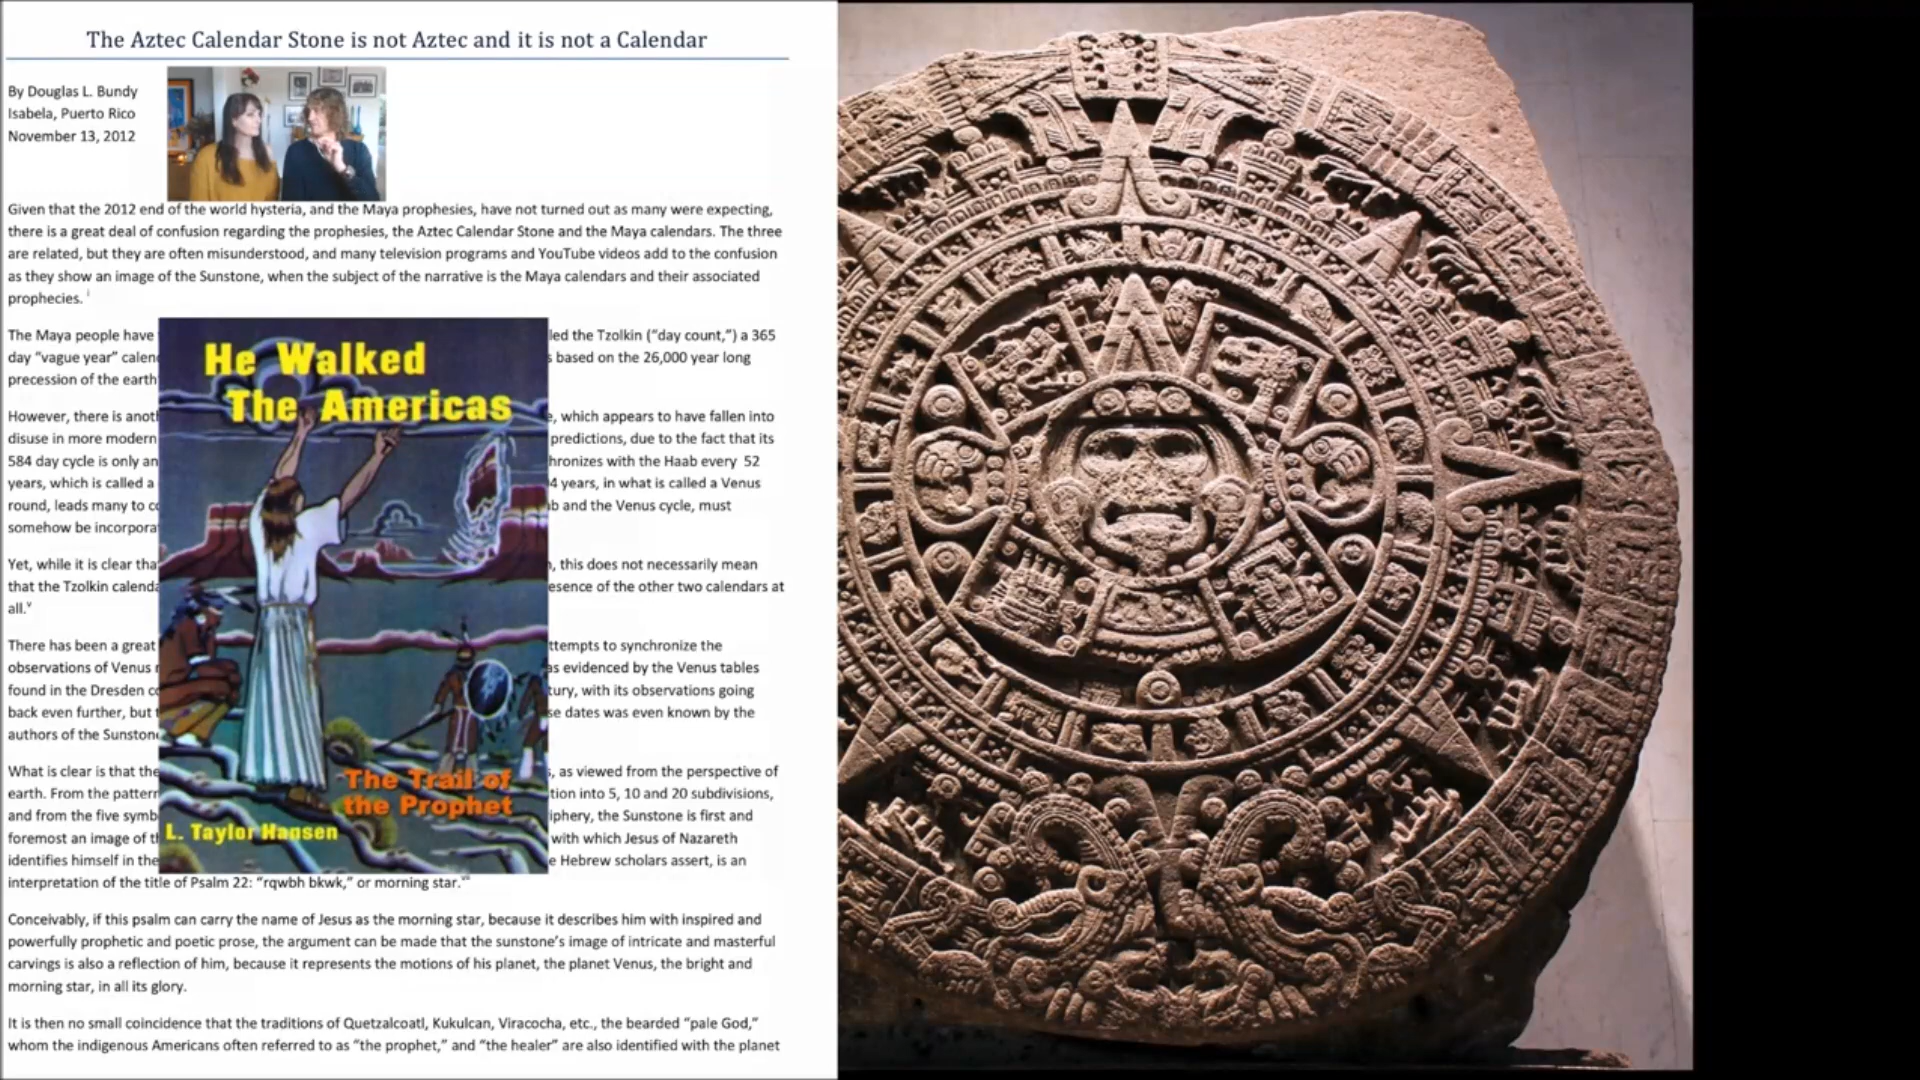 The Aztec Calendar Stone is not Aztec and it is not a Calendar
By Douglas L. Bundy
Isabela, Puerto Rico
November 13, 2012
Given that the 2012 end of the world hysteria, and the Maya prophesies, have not turned out as many were expecting,
there is a great deal of confusion regarding the prophesies, the Aztec Calendar Stone and the Maya calendars. The three
are related, but they are often misunderstood, and many television programs and YouTube videos add to the confusion
as they show an image of the Sunstone, when the subject of the narrative is the Maya calendars and their associated
prophecies. i
The Maya people have led the Tzolkin (“day count,”) a 365
day “vague year” calen s based on the 26,000 year long
precession of the earth
However, there is anot e, which appears to have fallen into
disuse in more modern predictions, due to the fact that its
584 day cycle is only an hronizes with the Haab every 52
years, which is called a 4 years, in what is called a Venus
round, leads many to co ab and the Venus cycle, must
somehow be incorpora
Yet, while it is clear tha n, this does not necessarily mean
that the Tzolkin calenda esence of the other two calendars at
all.v
There has been a great ttempts to synchronize the
observations of Venus r as evidenced by the Venus tables
found in the Dresden co tury, with its observations going
back even further, but t se dates was even known by the
authors of the Sunstone
What is clear is that the s, as viewed from the perspective of
earth. From the pattern tion into 5, 10 and 20 subdivisions,
and from the five symb iphery, the Sunstone is first and
foremost an image of th with which Jesus of Nazareth
identifies himself in the e Hebrew scholars assert, is an
interpretation of the title of Psalm 22: “rqwbh bkwk,” or morning star.”
Conceivably, if this psalm can carry the name of Jesus as the morning star, because it describes him with inspired and
powerfully prophetic and poetic prose, the argument can be made that the sunstone’s image of intricate and masterful
carvings is also a reflection of him, because it represents the motions of his planet, the planet Venus, the bright and
morning star, in all its glory.
It is then no small coincidence that the traditions of Quetzalcoatl, Kukulcan, Viracocha, etc., the bearded “pale God,”
whom the indigenous Americans often referred to as “the prophet,” and “the healer” are also identified with the planet
He Walked
The Americas
The Trail of
the Prophet
L. Taylor Hansen